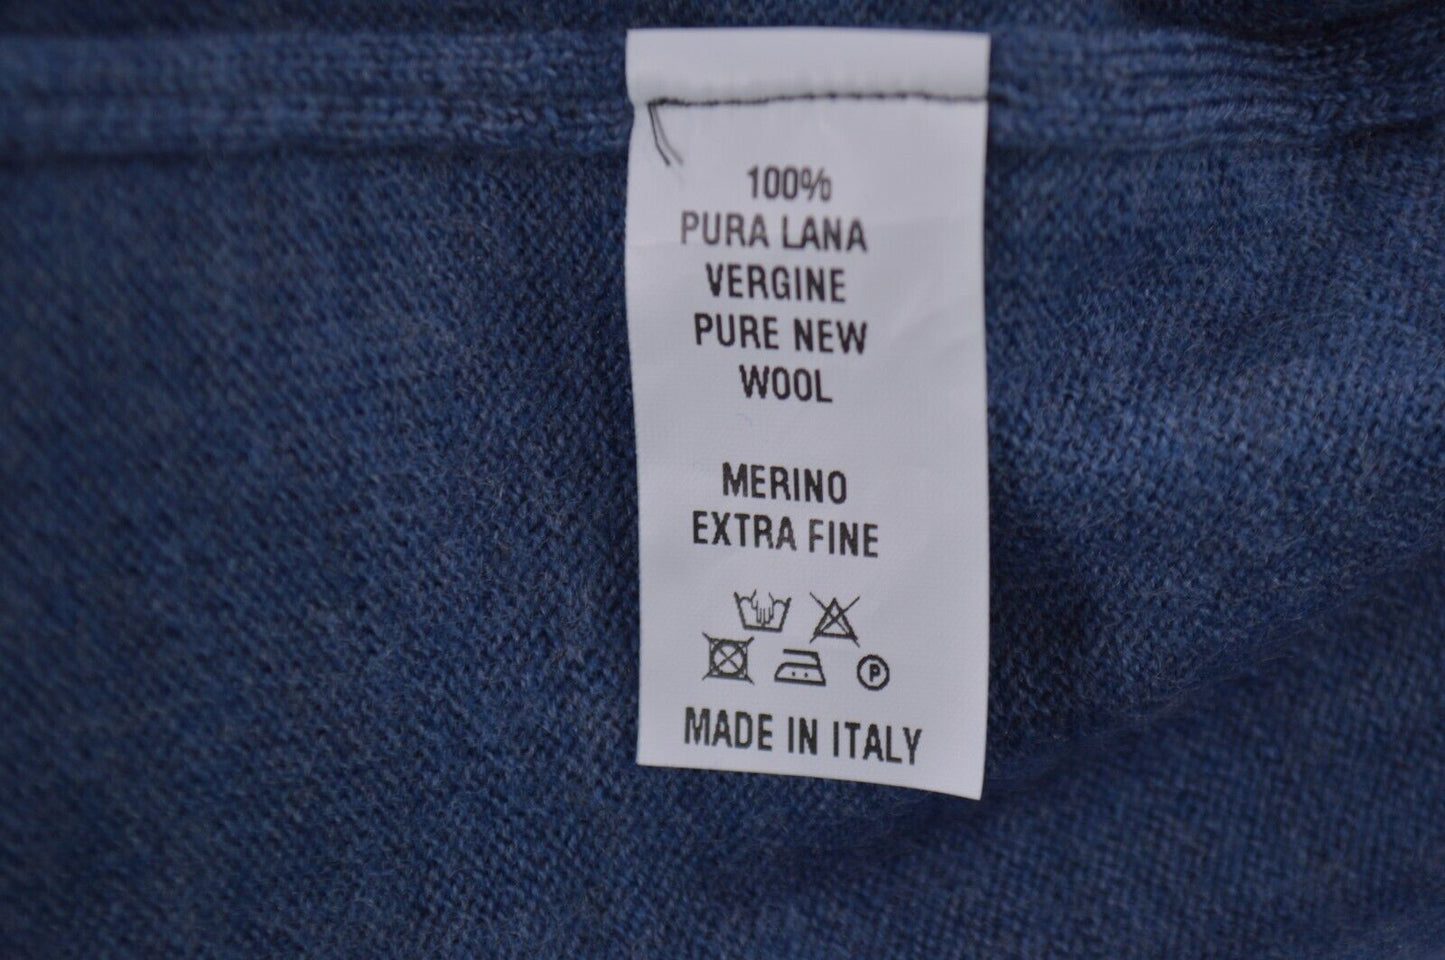 100%
PURA LANA
VERGINE
PURE NEW
WOOL
MERINO
EXTRA FINE
P
MADE IN ITALY